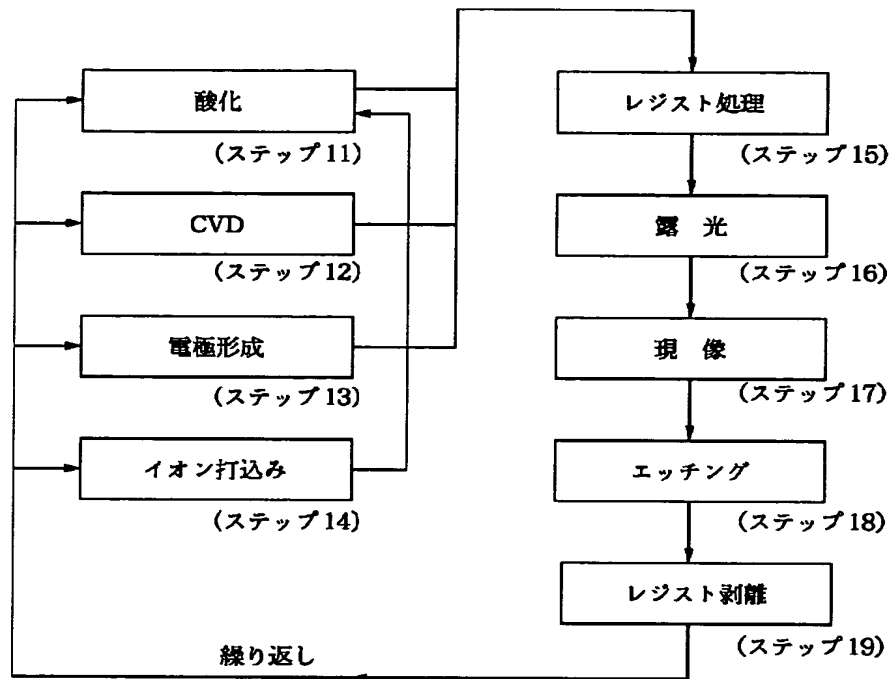 酸化
(ステップ11)
CVD
(ステップ12)
電極形成
(ステップ13)
イオン打込み
(ステップ14)
レジスト処理
(ステップ15)
露 光
(ステップ16)
現 像
(ステップ17)
エッチング
(ステップ18)
レジスト剥離
(ステップ19)
繰り返し